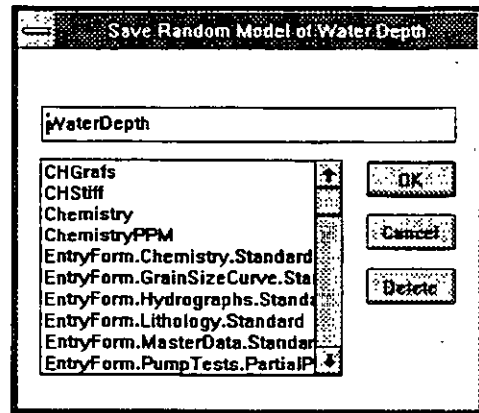 Save Random Model of Water Depth
WaterDepth
CHGrafs
CHStiff
Chemistry
ChemistryPPM
EntryForm.Chemistry.Standard
EntryForm.GrainSizeCurve.Sta
EntryForm.Hydrographs.Standa
EntryForm.Lithology.Standard
EntryForm.MasterData.Standar
EntryForm.PumpTests.PartialP
OK
Cancel
Delete